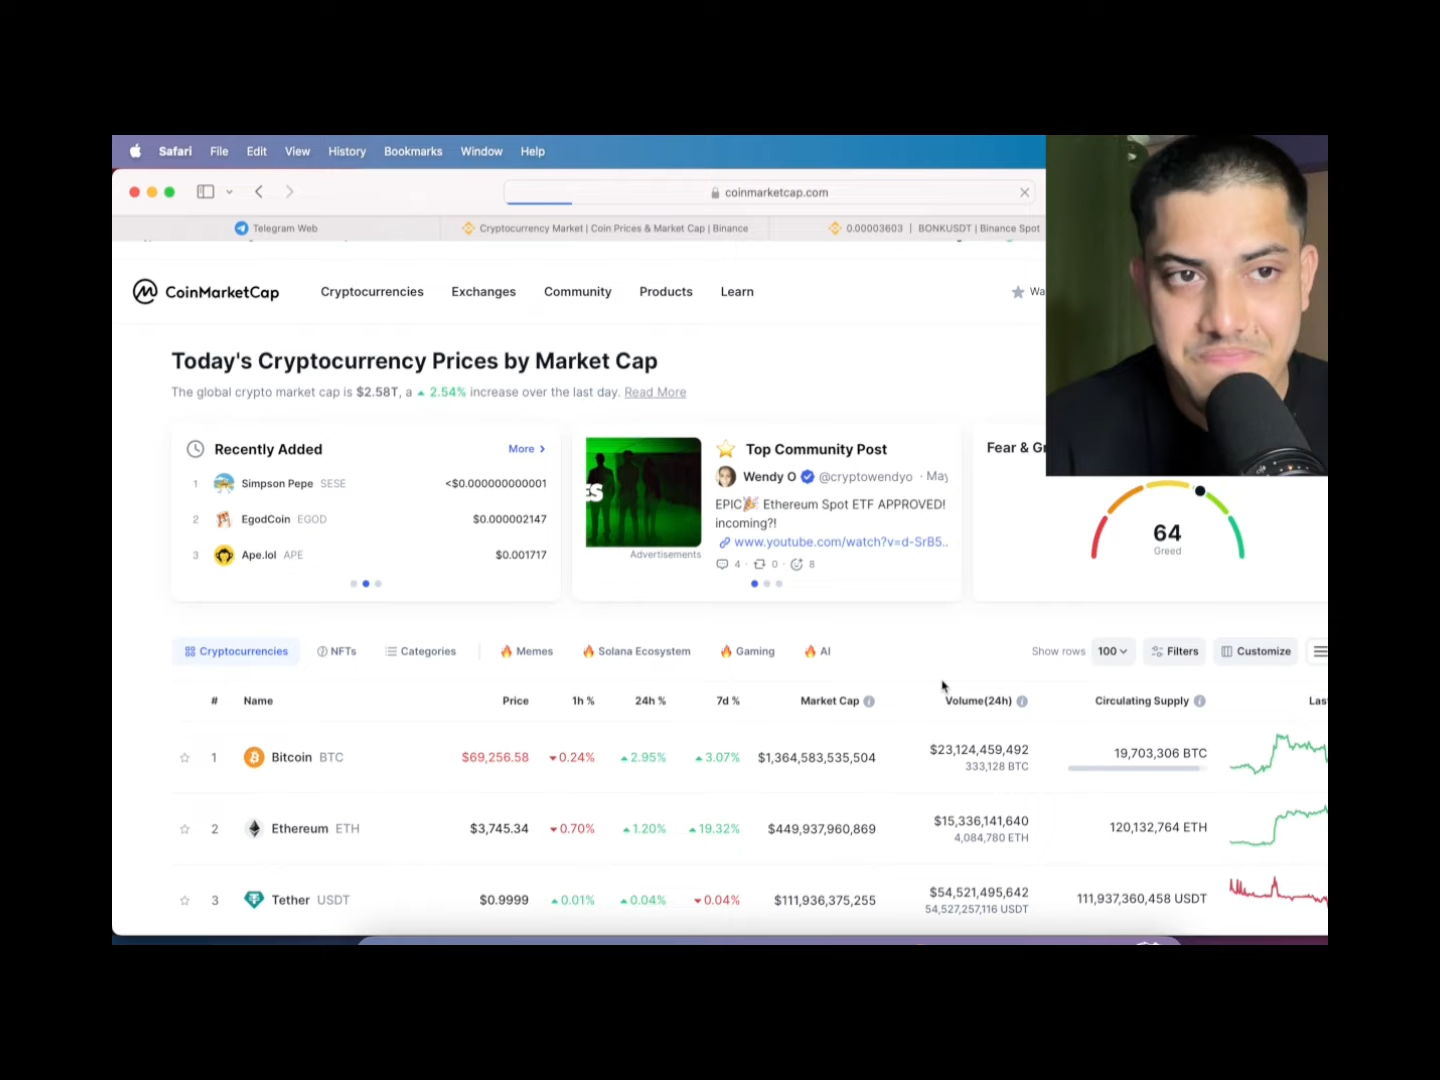 Safari File Edit View History Bookmarks Window Help
coinmarketcap.com
Telegram Web
Cryptocurrency Market | Coin Prices & Market Cap | Binance
0.00003603 | BONKUSDT | Binance Spot
CoinMarketCap Cryptocurrencies Exchanges Community Products Learn
Today's Cryptocurrency Prices by Market Cap
The global crypto market cap is $2.58T, a 2.54% increase over the last day. Read More
Recently Added More
1 Simpson Pepe SESE <$0.000000000001
2 EgodCoin EGOD $0.000002147
3 Ape.lol APE $0.001717
ES
Advertisements
Top Community Post
Wendy O @cryptowendyo · May
EPIC🎉 Ethereum Spot ETF APPROVED!
incoming?!
www.youtube.com/watch?v=d-SrB5..
4 · 0 · 8
Fear &
64
Greed
Cryptocurrencies NFTs Categories Memes Solana Ecosystem Gaming AI Show rows 100 Filters Customize
# Name Price 1h % 24h % 7d % Market Cap Volume(24h) Circulating Supply Las
1 Bitcoin BTC $69,256.58 0.24% 2.95% 3.07% $1,364,583,535,504 $23,124,459,492 19,703,306 BTC
333,128 BTC
2 Ethereum ETH $3,745.34 0.70% 1.20% 19.32% $449,937,960,869 $15,336,141,640 120,132,764 ETH
4,084,780 ETH
3 Tether USDT $0.9999 0.01% 0.04% 0.04% $111,936,375,255 $54,521,495,642 111,937,360,458 USDT
54,527,257,116 USDT